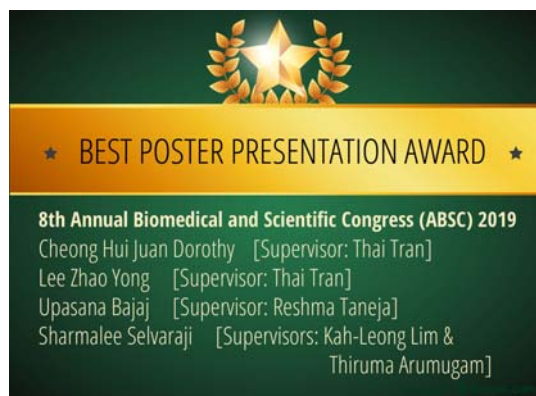 BEST POSTER PRESENTATION AWARD
8th Annual Biomedical and Scientific Congress (ABSC) 2019
Cheong Hui Juan Dorothy [Supervisor: Thai Tran]
Lee Zhao Yong [Supervisor: Thai Tran]
Upasana Bajaj [Supervisor: Reshma Taneja]
Sharmalee Selvaraji [Supervisors: Kah-Leong Lim &
Thiruma Arumugam]